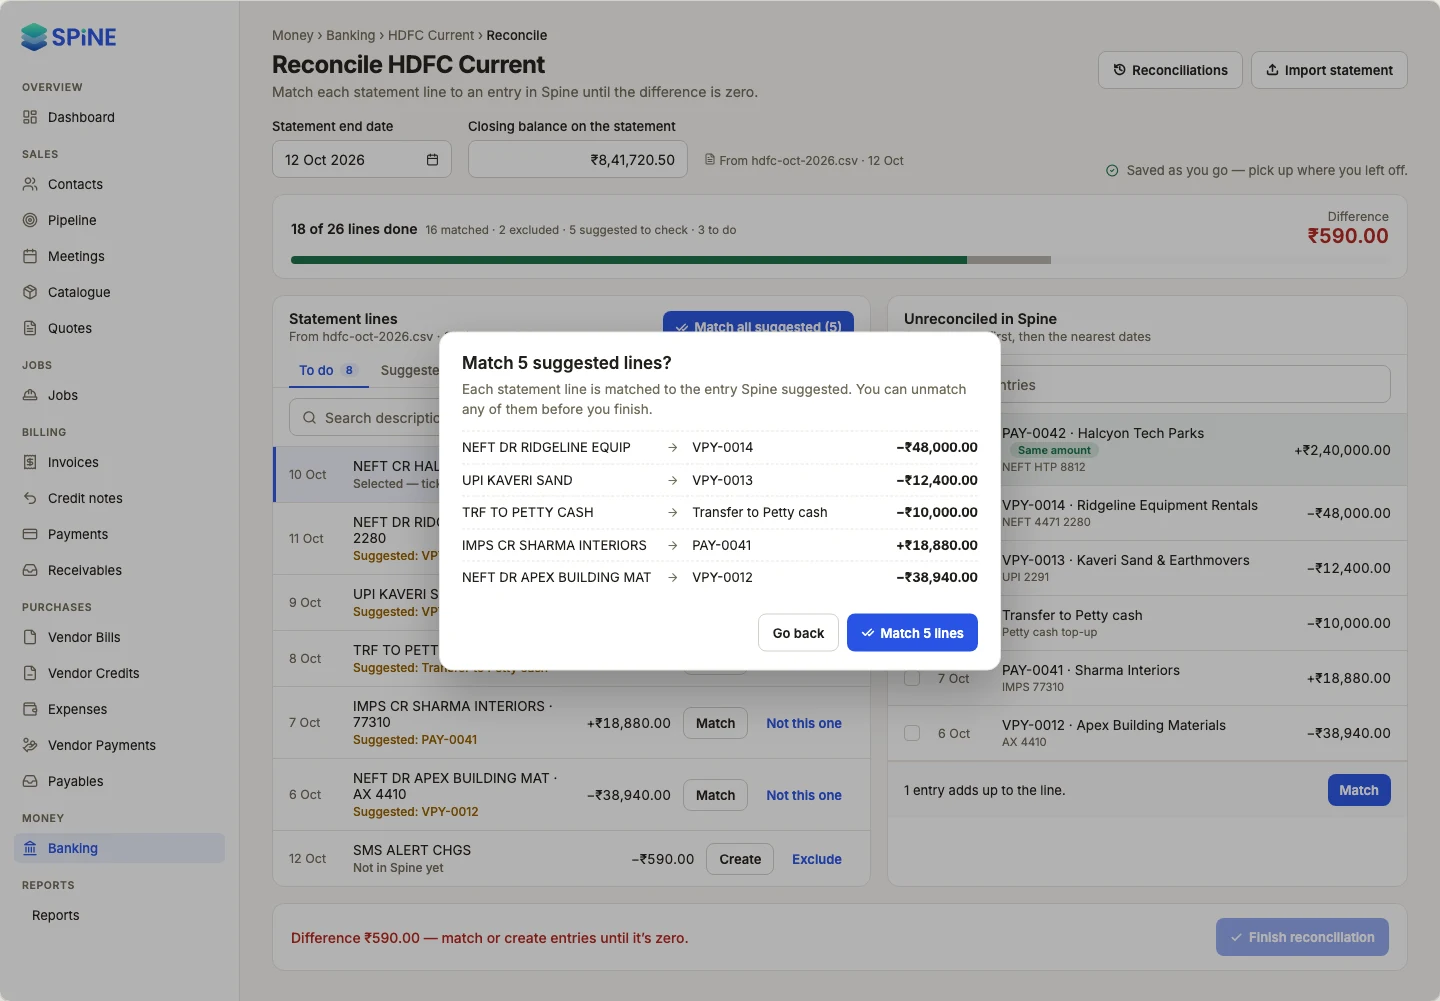 SPiNE
OVERVIEW
Dashboard
SALES
Contacts
Pipeline
Meetings
Catalogue
Quotes
JOBS
Jobs
BILLING
Invoices
Credit notes
Payments
Receivables
PURCHASES
Vendor Bills
Vendor Credits
Expenses
Vendor Payments
Payables
MONEY
Banking
REPORTS
Reports
Money › Banking › HDFC Current › Reconcile
Reconcile HDFC Current
Match each statement line to an entry in Spine until the difference is zero.
Reconciliations
Import statement
Statement end date
12 Oct 2026
Closing balance on the statement
₹8,41,720.50
From hdfc-oct-2026.csv · 12 Oct
Saved as you go — pick up where you left off.
18 of 26 lines done 16 matched · 2 excluded · 5 suggested to check · 3 to do
Difference
₹590.00
Statement lines
From hdfc-oct-2026.csv ·
Match all suggested (5)
To do 8
Suggeste
Search descriptic
10 Oct
NEFT CR HAL
Selected — tick
11 Oct
NEFT DR RIDG
2280
Suggested: VP
9 Oct
UPI KAVERI S
Suggested: VP
8 Oct
TRF TO PETT
Suggested: Transfer to Petty cash
7 Oct
IMPS CR SHARMA INTERIORS ·
77310
Suggested: PAY-0041
+₹18,880.00
Match
Not this one
6 Oct
NEFT DR APEX BUILDING MAT ·
AX 4410
Suggested: VPY-0012
−₹38,940.00
Match
Not this one
12 Oct
SMS ALERT CHGS
Not in Spine yet
−₹590.00
Create
Exclude
Unreconciled in Spine
rst, then the nearest dates
ntries
PAY-0042 · Halcyon Tech Parks
Same amount
NEFT HTP 8812
+₹2,40,000.00
VPY-0014 · Ridgeline Equipment Rentals
NEFT 4471 2280
−₹48,000.00
VPY-0013 · Kaveri Sand & Earthmovers
UPI 2291
−₹12,400.00
Transfer to Petty cash
Petty cash top-up
−₹10,000.00
7 Oct
PAY-0041 · Sharma Interiors
IMPS 77310
+₹18,880.00
6 Oct
VPY-0012 · Apex Building Materials
AX 4410
−₹38,940.00
1 entry adds up to the line.
Match
Match 5 suggested lines?
Each statement line is matched to the entry Spine suggested. You can unmatch
any of them before you finish.
NEFT DR RIDGELINE EQUIP → VPY-0014 −₹48,000.00
UPI KAVERI SAND → VPY-0013 −₹12,400.00
TRF TO PETTY CASH → Transfer to Petty cash −₹10,000.00
IMPS CR SHARMA INTERIORS → PAY-0041 +₹18,880.00
NEFT DR APEX BUILDING MAT → VPY-0012 −₹38,940.00
Go back
Match 5 lines
Difference ₹590.00 — match or create entries until it’s zero.
Finish reconciliation